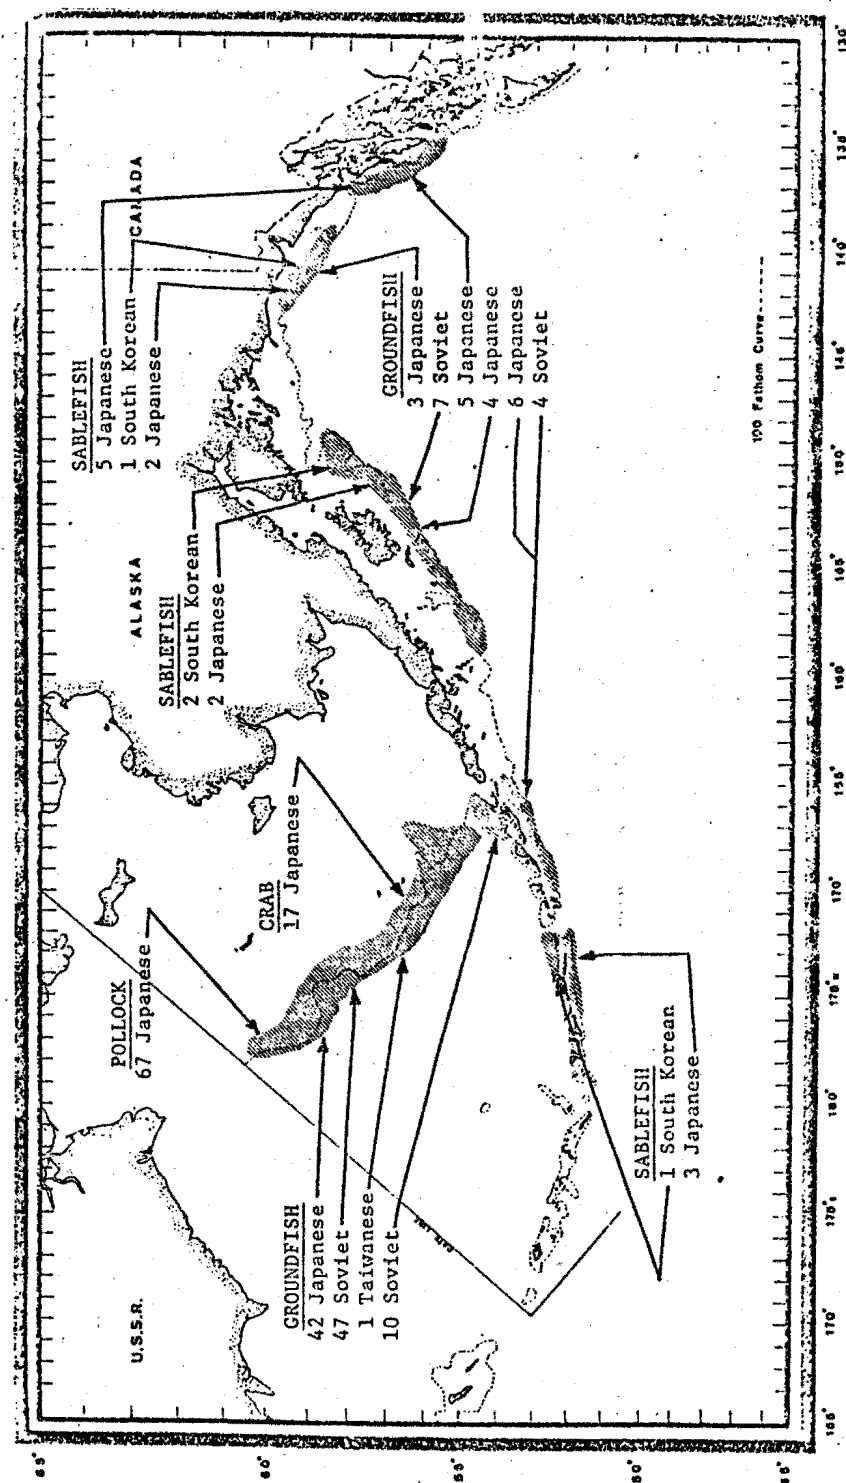 U.S.S.R.
ALASKA
CANADA
POLLOCK
67 Japanese
CRAB
17 Japanese
SABLEFISH
2 South Korean
2 Japanese
SABLEFISH
5 Japanese
1 South Korean
2 Japanese
GROUNDFISH
42 Japanese
47 Soviet
1 Taiwanese
10 Soviet
SABLEFISH
1 South Korean
3 Japanese
GROUNDFISH
3 Japanese
7 Soviet
5 Japanese
4 Japanese
6 Japanese
4 Soviet
100 Fathom Curve------
65°
60°
55°
50°
165°
170°
175°
180°
170°
160°
150°
145°
140°
135°
130°